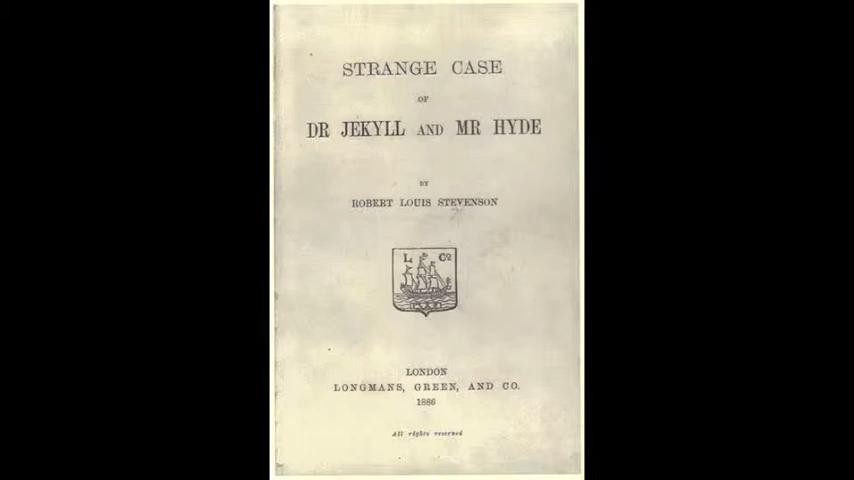 STRANGE CASE
OF
DR JEKYLL AND MR HYDE
BY
ROBERT LOUIS STEVENSON
L Co
LONDON
LONGMANS, GREEN, AND CO.
1886
All rights reserved